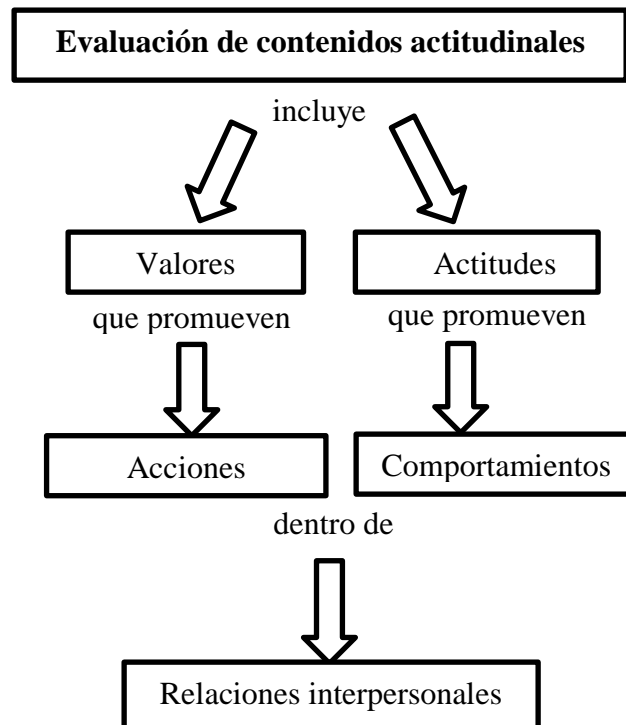 Evaluación de contenidos actitudinales
incluye
Valores
Actitudes
que promueven
que promueven
Acciones
Comportamientos
dentro de
Relaciones interpersonales